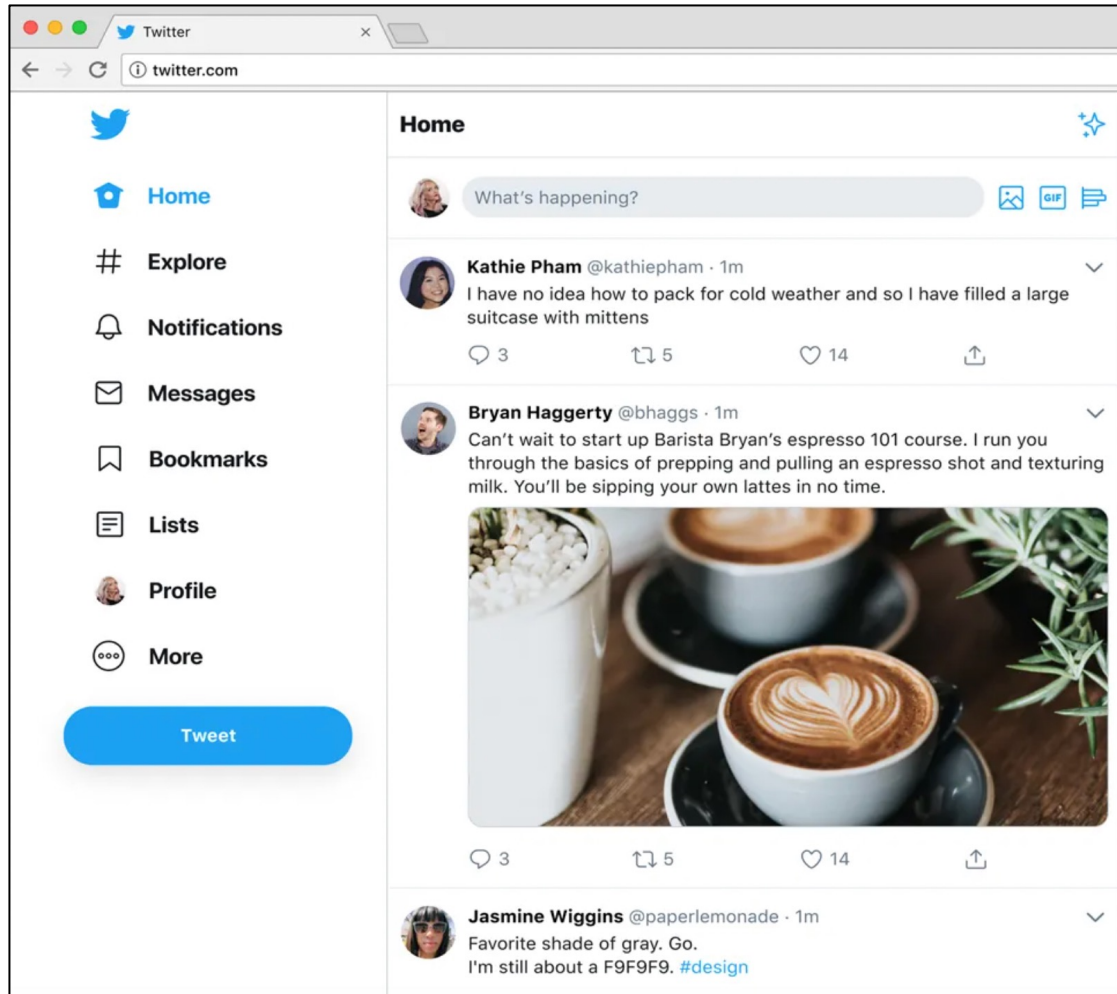 Twitter
twitter.com
Home
Explore
Notifications
Messages
Bookmarks
Lists
Profile
More
Tweet
Home
What's happening?
GIF
Kathie Pham @kathiepham · 1m
I have no idea how to pack for cold weather and so I have filled a large
suitcase with mittens
3 5 14
Bryan Haggerty @bhaggs · 1m
Can't wait to start up Barista Bryan's espresso 101 course. I run you
through the basics of prepping and pulling an espresso shot and texturing
milk. You'll be sipping your own lattes in no time.
3 5 14
Jasmine Wiggins @paperlemonade · 1m
Favorite shade of gray. Go.
I'm still about a F9F9F9. #design